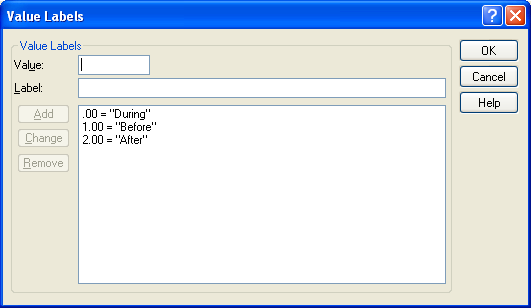 Value Labels
?
Value Labels
Value:
Label:
Add
Change
Remove
.00 = "During"
1.00 = "Before"
2.00 = "After"
OK
Cancel
Help